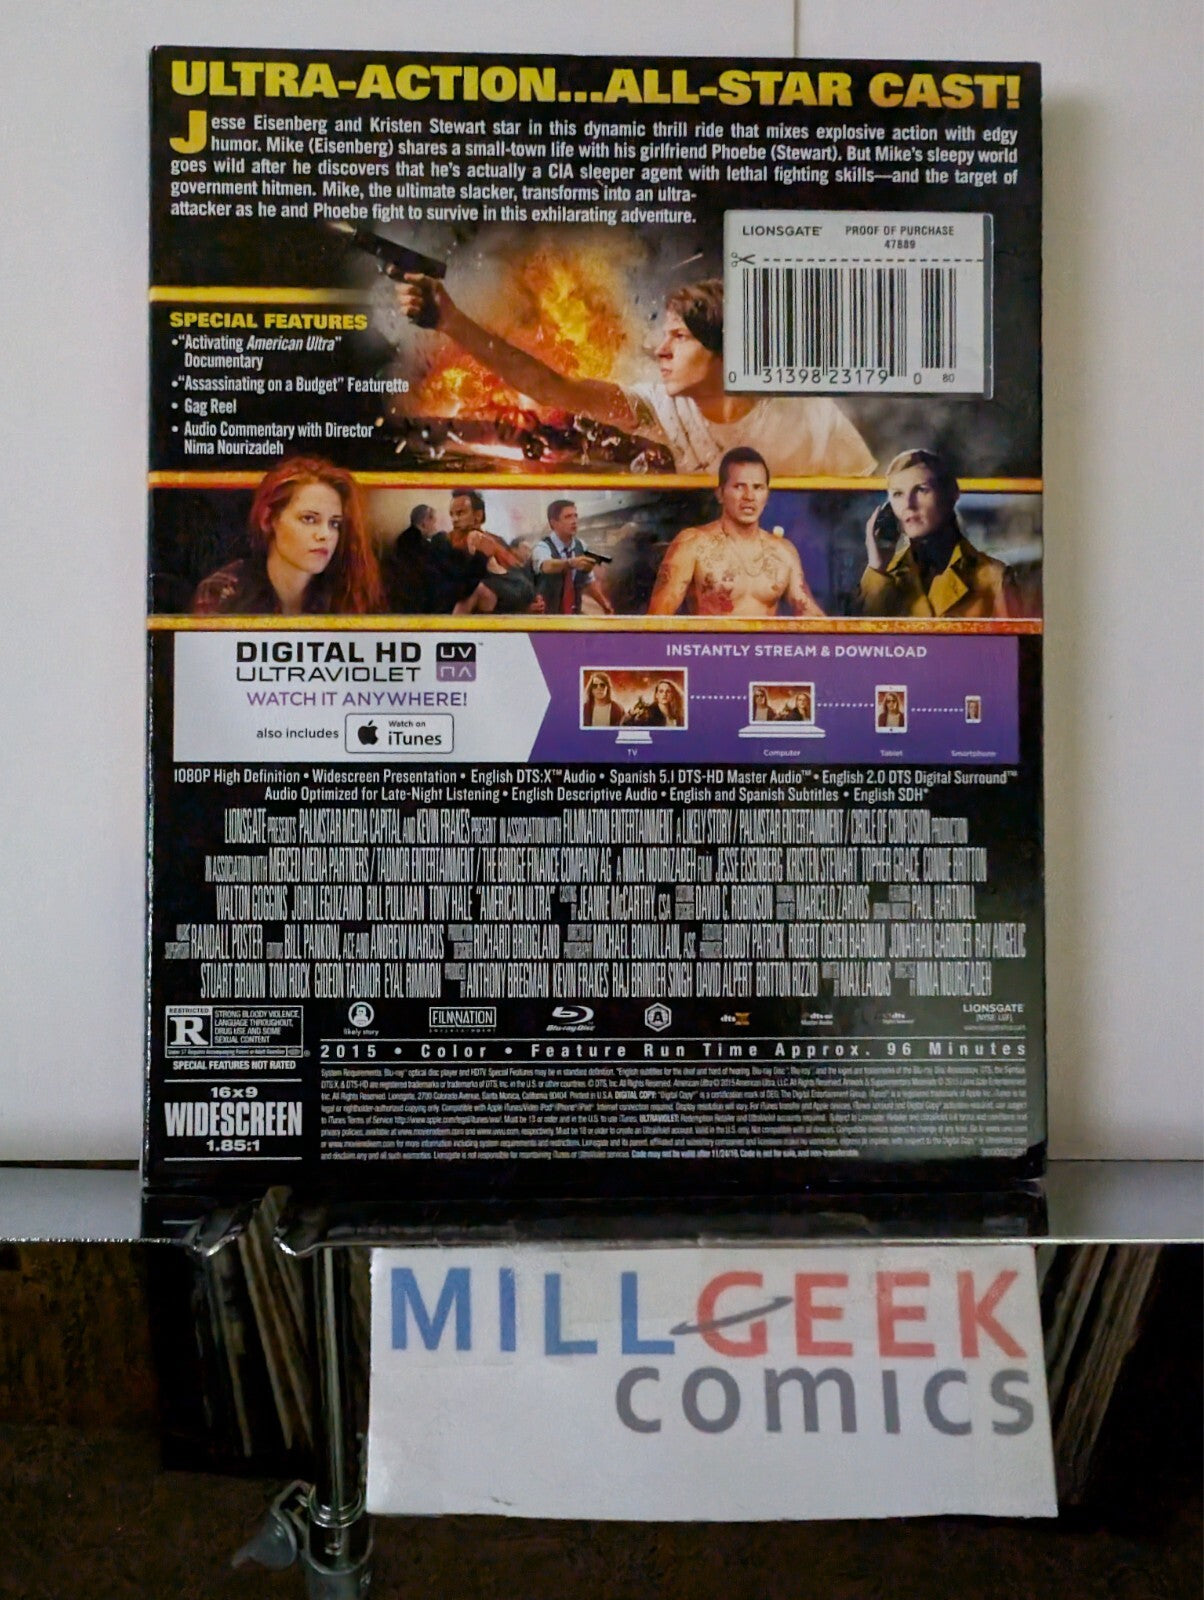 ULTRA-ACTION...ALL-STAR CAST!
Jesse Eisenberg and Kristen Stewart star in this dynamic thrill ride that mixes explosive action with edgy
humor. Mike (Eisenberg) shares a small-town life with his girlfriend Phoebe (Stewart). But Mike's sleepy world
goes wild after he discovers that he's actually a CIA sleeper agent with lethal fighting skills—and the target of
government hitmen. Mike, the ultimate slacker, transforms into an ultra-
attacker as he and Phoebe fight to survive in this exhilarating adventure.
LIONSGATE® PROOF OF PURCHASE
47889
0 31398 23179 0 80
SPECIAL FEATURES
•"Activating American Ultra"
Documentary
•"Assassinating on a Budget" Featurette
• Gag Reel
• Audio Commentary with Director
Nima Nourizadeh
DIGITAL HD UV™
ULTRAVIOLET
WATCH IT ANYWHERE!
also includes Watch on iTunes
INSTANTLY STREAM & DOWNLOAD
TV Computer Tablet Smartphone
1080P High Definition • Widescreen Presentation • English DTS:X™ Audio • Spanish 5.1 DTS-HD Master Audio™ • English 2.0 DTS Digital Surround™
Audio Optimized for Late-Night Listening • English Descriptive Audio • English and Spanish Subtitles • English SDH*
LIONSGATE PRESENTS PALMSTAR MEDIA CAPITAL AND KEVIN FRAKES PRESENT IN ASSOCIATION WITH FILMNATION ENTERTAINMENT A LIKELY STORY / PALMSTAR ENTERTAINMENT / CIRCLE OF CONFUSION PRODUCTION
IN ASSOCIATION WITH MERCED MEDIA PARTNERS / TADMOR ENTERTAINMENT / THE BRIDGE FINANCE COMPANY AG A NIMA NOURIZADEH FILM JESSE EISENBERG KRISTEN STEWART TOPHER GRACE CONNIE BRITTON
WALTON GOGGINS JOHN LEGUIZAMO BILL PULLMAN TONY HALE "AMERICAN ULTRA" JEANNE McCARTHY, CSA DAVID C. ROBINSON MARCELO ZARVOS PAUL HARTNOLL
RANDALL POSTER BILL PANKOW, ACE AND ANDREW MARCUS RICHARD BRIDGLAND MICHAEL BONVILLAIN, ASC BUDDY PATRICK ROBERT OGDEN BARNUM JONATHAN GARDNER RAY ANGELIC
STUART BROWN TOM ROCK GIDEON TADMOR EYAL RIMMON ANTHONY BREGMAN KEVIN FRAKES RAJ BRINDER SINGH DAVID ALPERT BRITTON RIZZIO MAX LANDIS NIMA NOURIZADEH
RESTRICTED
R
STRONG BLOODY VIOLENCE,
LANGUAGE THROUGHOUT,
DRUG USE AND SOME
SEXUAL CONTENT
SPECIAL FEATURES NOT RATED
likely story
FILMNATION
Blu-ray Disc
dts X
LIONSGATE
2015 • Color • Feature Run Time Approx. 96 Minutes
16x9
WIDESCREEN
1.85:1
MILLGEEK
comics